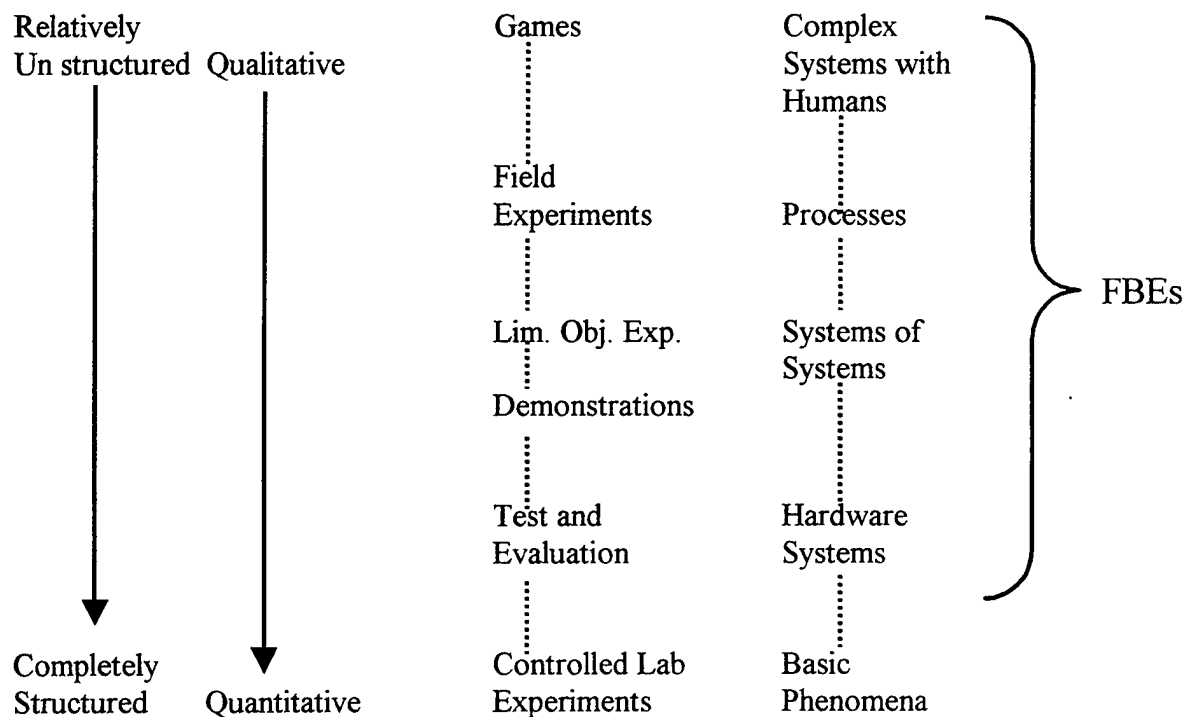 Relatively
Un structured
Qualitative
Games
Complex
Systems with
Humans
Field
Experiments
Processes
Lim. Obj. Exp.
Systems of
Systems
FBEs
Demonstrations
Test and
Evaluation
Hardware
Systems
Completely
Structured
Quantitative
Controlled Lab
Experiments
Basic
Phenomena